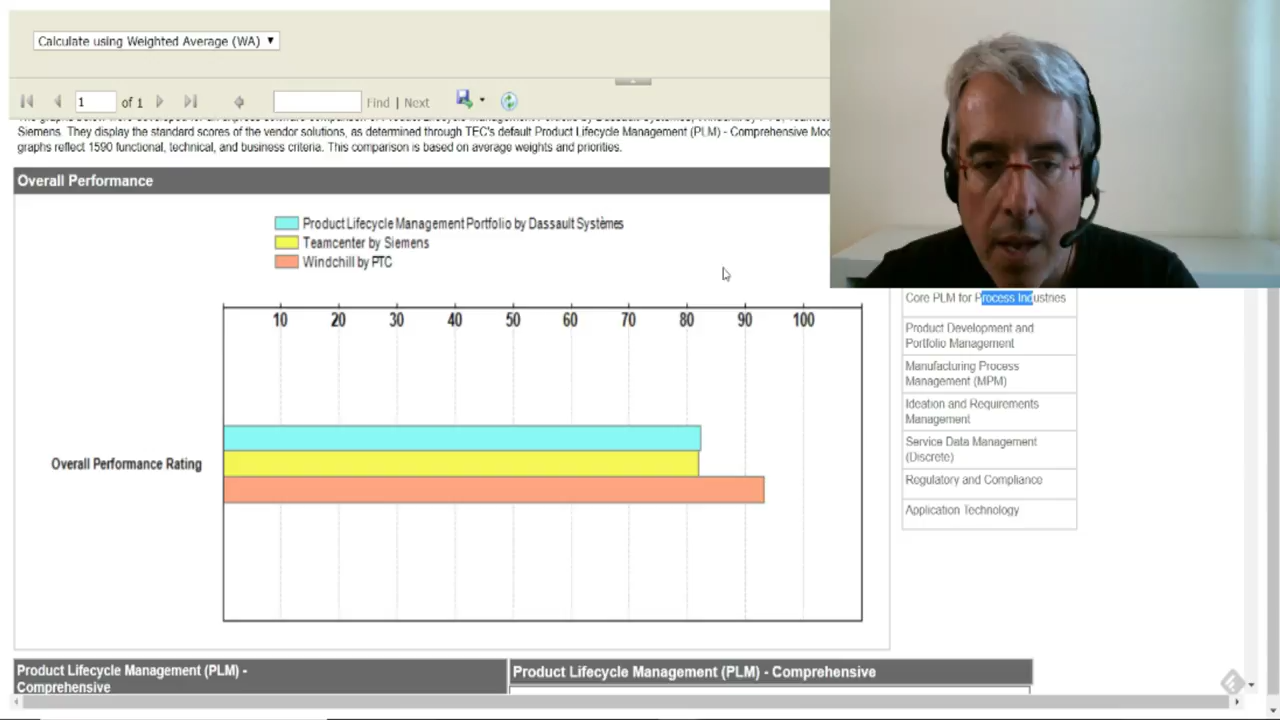 Calculate using Weighted Average (WA)
1 of 1 Find | Next
Siemens. They display the standard scores of the vendor solutions, as determined through TEC's default Product Lifecycle Management (PLM) - Comprehensive
graphs reflect 1590 functional, technical, and business criteria. This comparison is based on average weights and priorities.
Overall Performance
Product Lifecycle Management Portfolio by Dassault Systèmes
Teamcenter by Siemens
Windchill by PTC
10 20 30 40 50 60 70 80 90 100
Overall Performance Rating
Core PLM for Process Industries
Product Development and
Portfolio Management
Manufacturing Process
Management (MPM)
Ideation and Requirements
Management
Service Data Management
(Discrete)
Regulatory and Compliance
Application Technology
Product Lifecycle Management (PLM) -
Comprehensive
Product Lifecycle Management (PLM) - Comprehensive